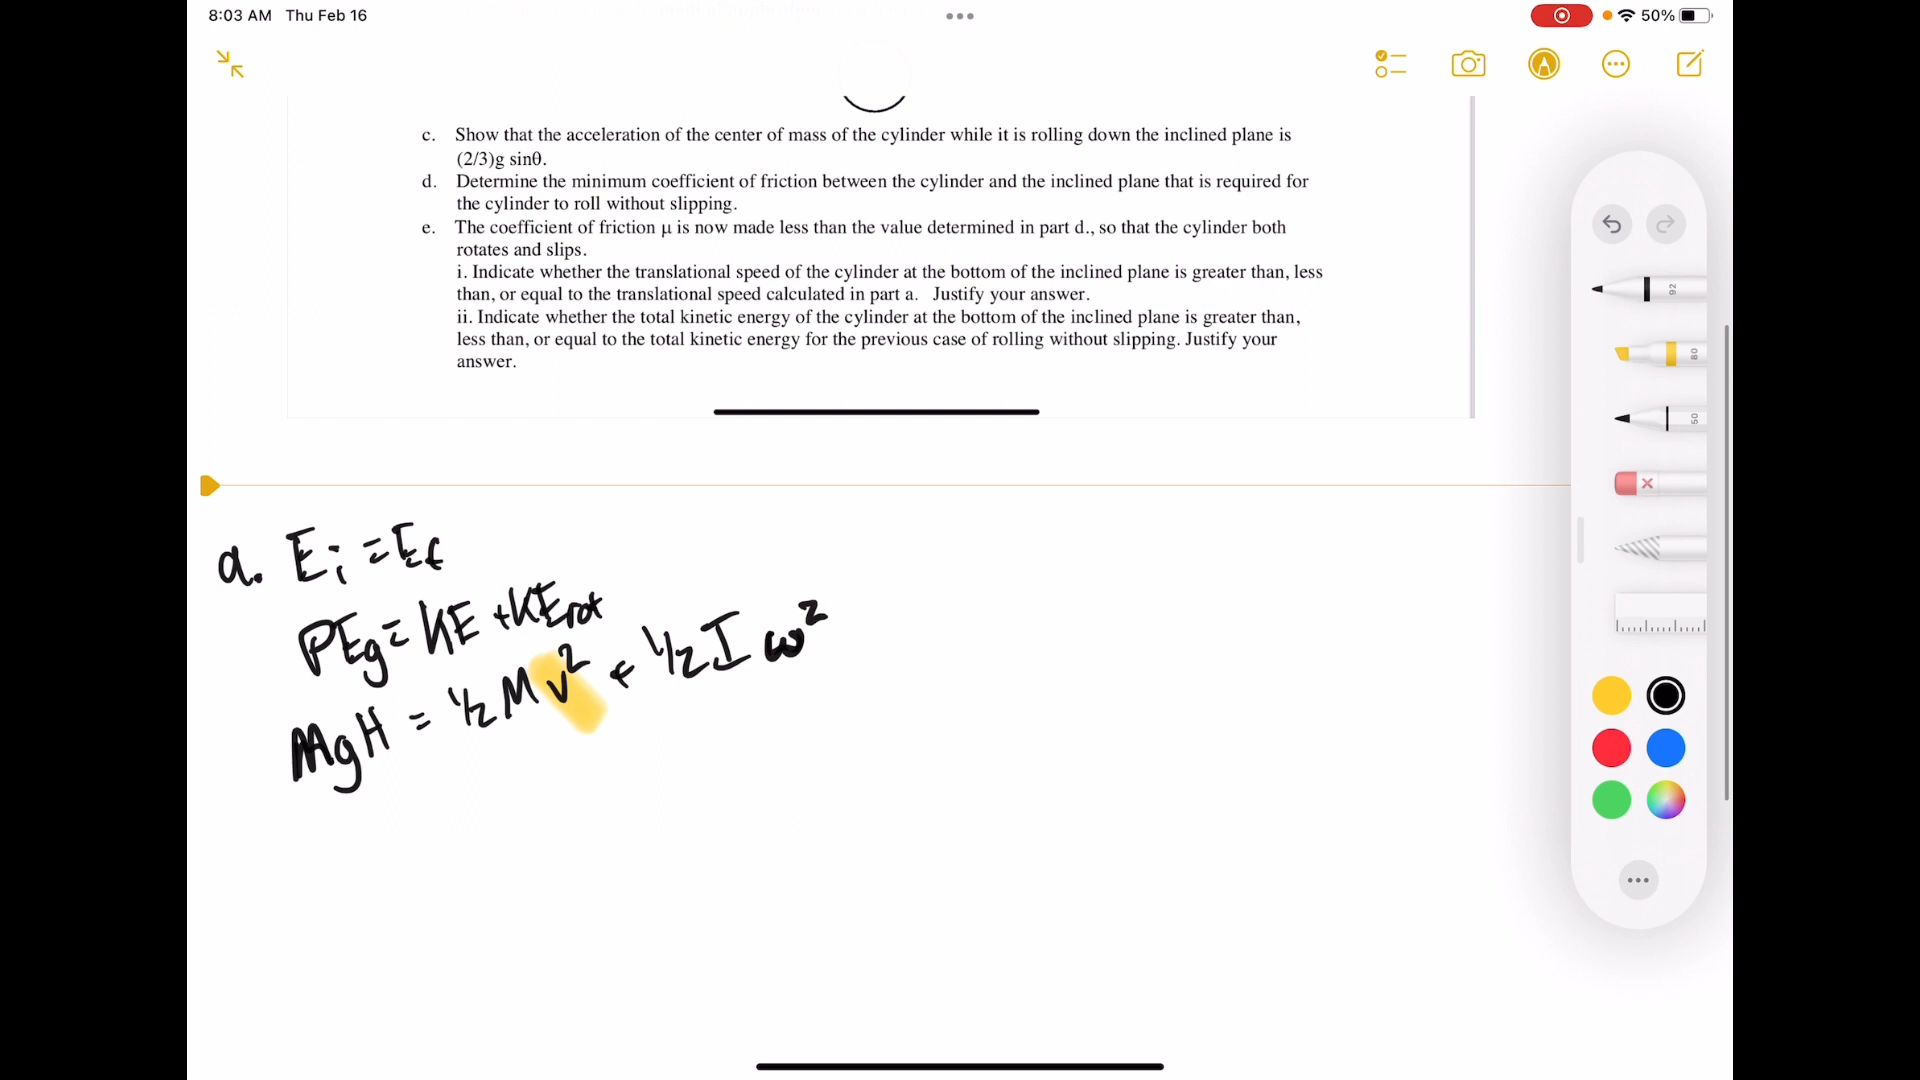 8:03 AM Thu Feb 16
50%
c. Show that the acceleration of the center of mass of the cylinder while it is rolling down the inclined plane is
(2/3)g sinθ.
d. Determine the minimum coefficient of friction between the cylinder and the inclined plane that is required for
the cylinder to roll without slipping.
e. The coefficient of friction μ is now made less than the value determined in part d., so that the cylinder both
rotates and slips.
i. Indicate whether the translational speed of the cylinder at the bottom of the inclined plane is greater than, less
than, or equal to the translational speed calculated in part a. Justify your answer.
ii. Indicate whether the total kinetic energy of the cylinder at the bottom of the inclined plane is greater than,
less than, or equal to the total kinetic energy for the previous case of rolling without slipping. Justify your
answer.
92
80
50
a. Ei = Ef
PEg = KE + KErot
MgH = 1/2 Mv² + 1/2 I ω²